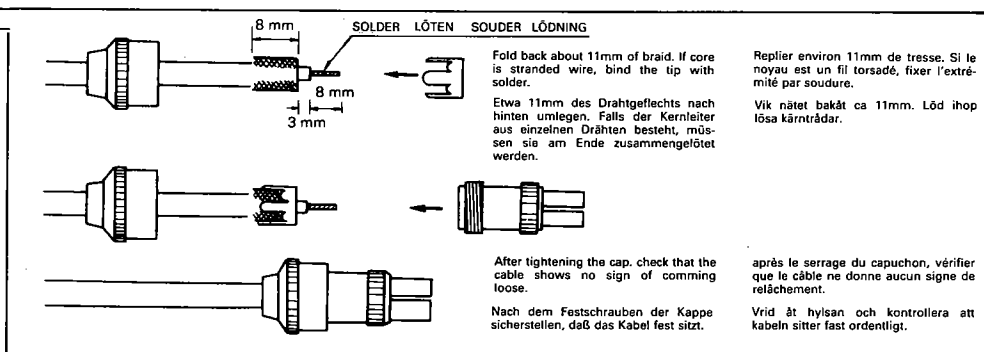 8 mm
SOLDER LÖTEN SOUDER LÖDNING
8 mm
3 mm
Fold back about 11mm of braid. If core
is stranded wire, bind the tip with
solder.
Etwa 11mm des Drahtgeflechts nach
hinten umlegen. Falls der Kernleiter
aus einzelnen Drähten besteht, müs-
sen sie am Ende zusammengelötet
werden.
Replier environ 11mm de tresse. Si le
noyau est un fil torsadé, fixer l'extré-
mité par soudure.
Vik nätet bakåt ca 11mm. Löd ihop
lösa kärntrådar.
After tightening the cap. check that the
cable shows no sign of comming
loose.
Nach dem Festschrauben der Kappe
sicherstellen, daß das Kabel fest sitzt.
après le serrage du capuchon, vérifier
que le câble ne donne aucun signe de
relâchement.
Vrid åt hylsan och kontrollera att
kabeln sitter fast ordentligt.